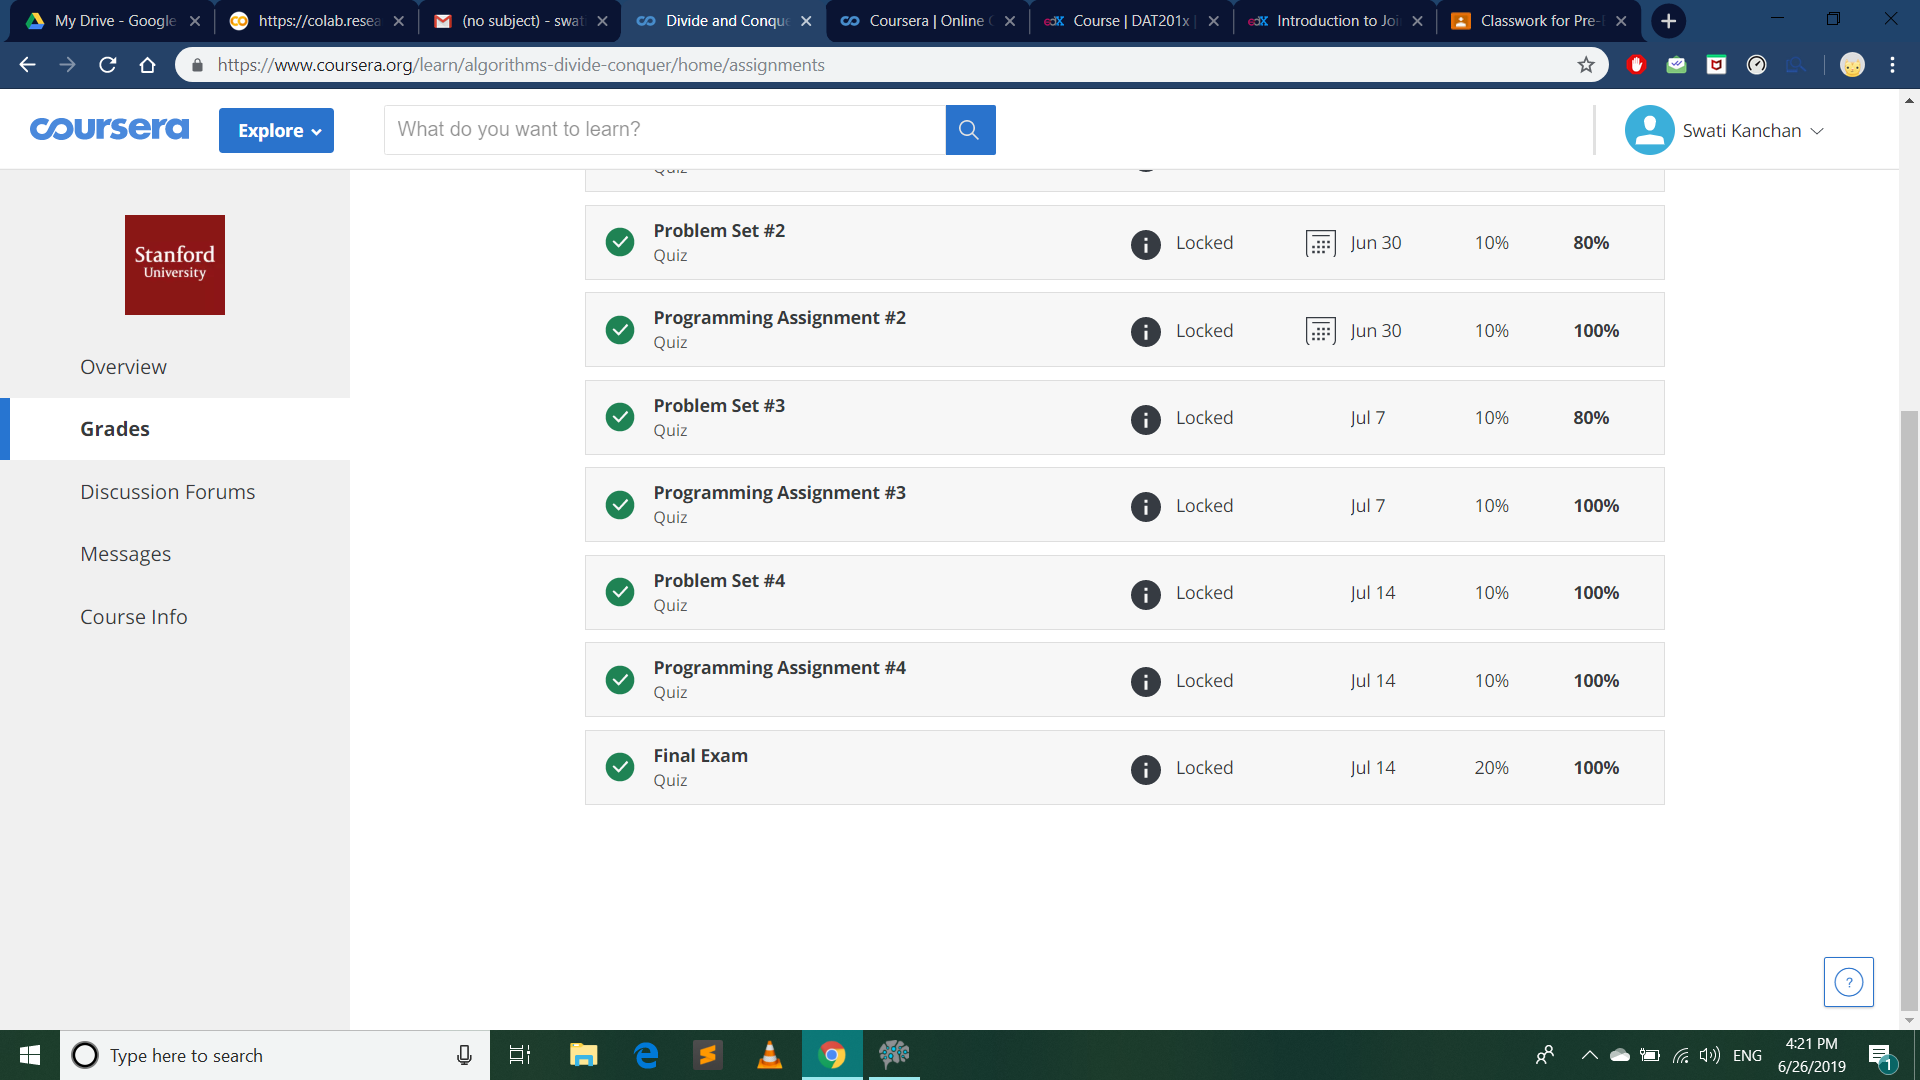 My Drive - Google
https://colab.resea
(no subject) - swat
Divide and Conque
Coursera | Online
Course | DAT201x |
Introduction to Joi
Classwork for Pre-
https://www.coursera.org/learn/algorithms-divide-conquer/home/assignments
coursera
Explore
What do you want to learn?
Swati Kanchan
Stanford
University
Overview
Grades
Discussion Forums
Messages
Course Info
Quiz
Problem Set #2
Quiz
Locked
Jun 30
10%
80%
Programming Assignment #2
Quiz
Locked
Jun 30
10%
100%
Problem Set #3
Quiz
Locked
Jul 7
10%
80%
Programming Assignment #3
Quiz
Locked
Jul 7
10%
100%
Problem Set #4
Quiz
Locked
Jul 14
10%
100%
Programming Assignment #4
Quiz
Locked
Jul 14
10%
100%
Final Exam
Quiz
Locked
Jul 14
20%
100%
?
Type here to search
ENG
4:21 PM
6/26/2019
1